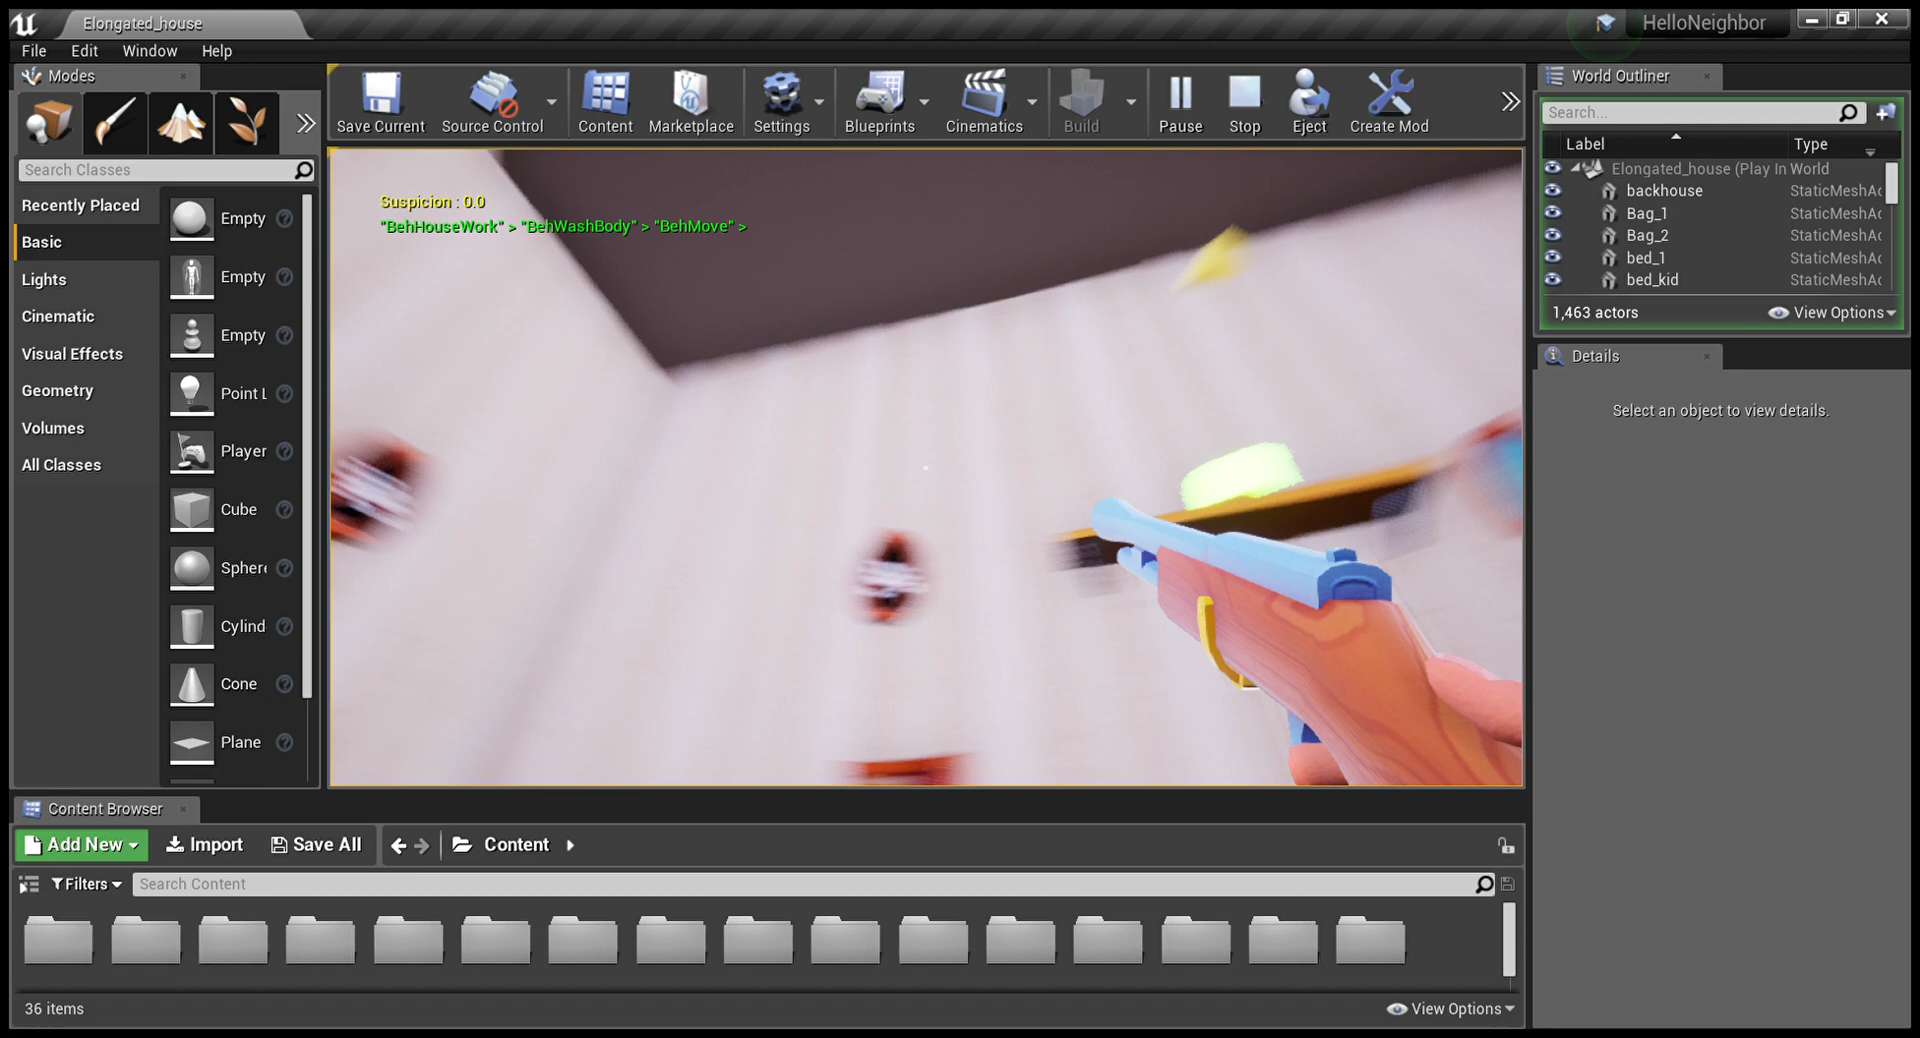 Elongated_house
HelloNeighbor
File Edit Window Help
Modes
Search Classes
Recently Placed
Basic
Lights
Cinematic
Visual Effects
Geometry
Volumes
All Classes
Empty
Empty
Empty
Point L
Player
Cube
Sphere
Cylind
Cone
Plane
Save Current
Source Control
Content
Marketplace
Settings
Blueprints
Cinematics
Build
Pause
Stop
Eject
Create Mod
Suspicion : 0.0
"BehHouseWork" > "BehWashBody" > "BehMove" >
World Outliner
Search...
Label Type
Elongated_house (Play In World
backhouse StaticMeshAc
Bag_1 StaticMeshAc
Bag_2 StaticMeshAc
bed_1 StaticMeshAc
bed_kid StaticMeshAc
1,463 actors View Options
Details
Select an object to view details.
Content Browser
Add New Import Save All Content
Filters Search Content
36 items View Options